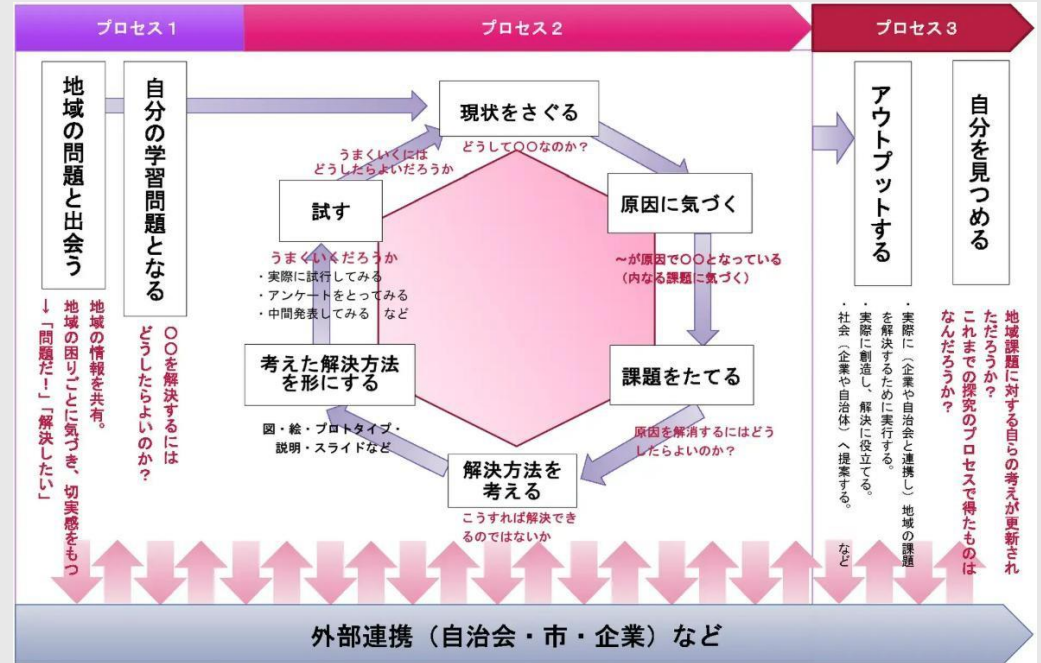 プロセス1
プロセス2
プロセス3
地域の問題と出会う
地域の情報を共有。
地域の困りごとに気づき、切実感をもつ
→「問題だ！」「解決したい」
自分の学習問題となる
〇〇を解決するには
どうしたらよいのか？
現状をさぐる
どうして〇〇なのか？
原因に気づく
～が原因で〇〇となっている
（内なる課題に気づく）
課題をたてる
原因を解消するにはどう
したらよいのか？
解決方法を
考える
こうすれば解決でき
るのではないか
考えた解決方法
を形にする
図・絵・プロトタイプ・
説明・スライドなど
試す
うまくいくだろうか
・実際に試行してみる
・アンケートをとってみる
・中間発表してみる　など
うまくいくには
どうしたらよいだろうか
アウトプットする
・実際に（企業や自治会と連携し）地域の課題
を解決するために実行する。
・実際に創造し、解決に役立てる。
・社会（企業や自治体）へ提案する。　など
自分を見つめる
地域課題に対する自らの考えが更新され
ただろうか？
これまでの探究のプロセスで得たものは
なんだろうか？
外部連携（自治会・市・企業）など